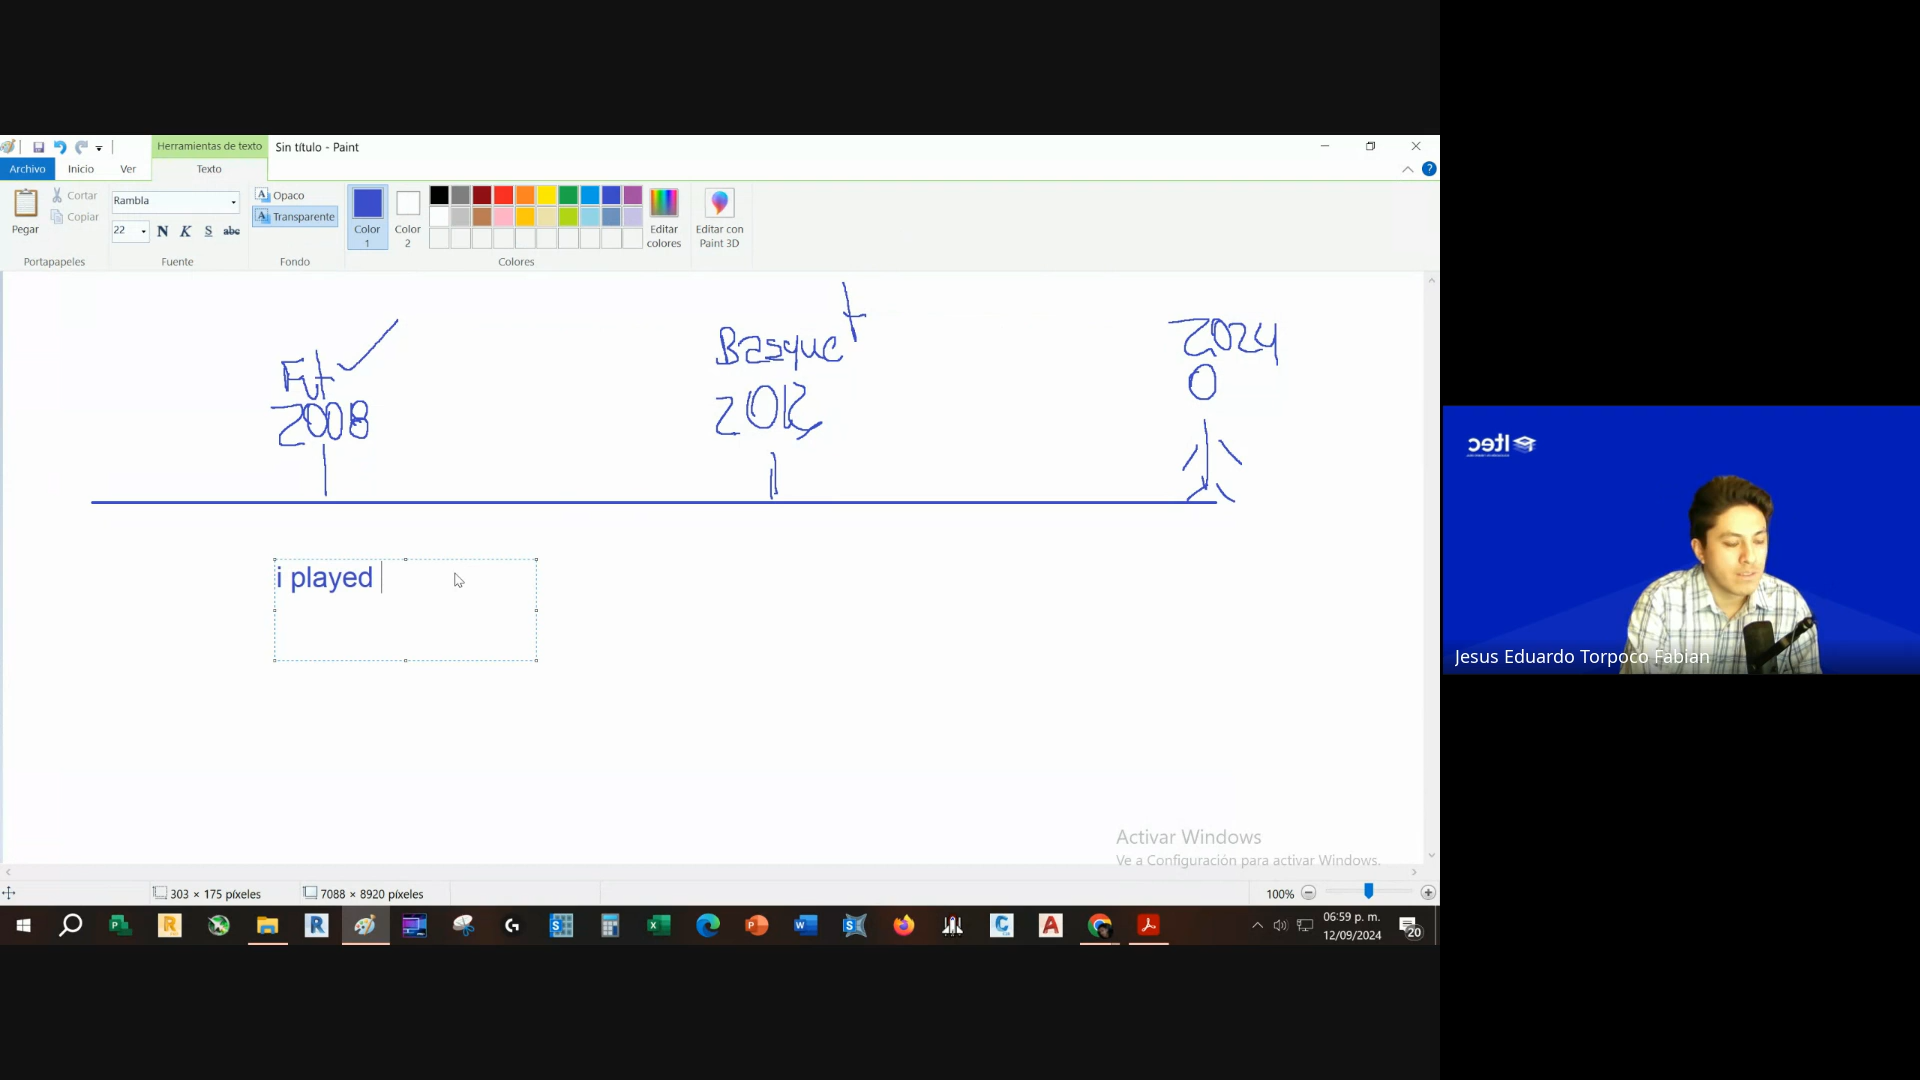 Herramientas de texto
Sin título - Paint
Archivo
Inicio
Ver
Texto
Pegar
Cortar
Copiar
Portapapeles
Rambla
22
N K S abc
Fuente
Opaco
Transparente
Fondo
Color
1
Color
2
Editar
colores
Colores
Editar con
Paint 3D
Fut
2008
Basquet
2024
i played
Activar Windows
Ve a Configuración para activar Windows.
303 × 175 píxeles
7088 × 8920 píxeles
100%
06:59 p. m.
12/09/2024
20
Itec
Jesus Eduardo Torpoco Fabian